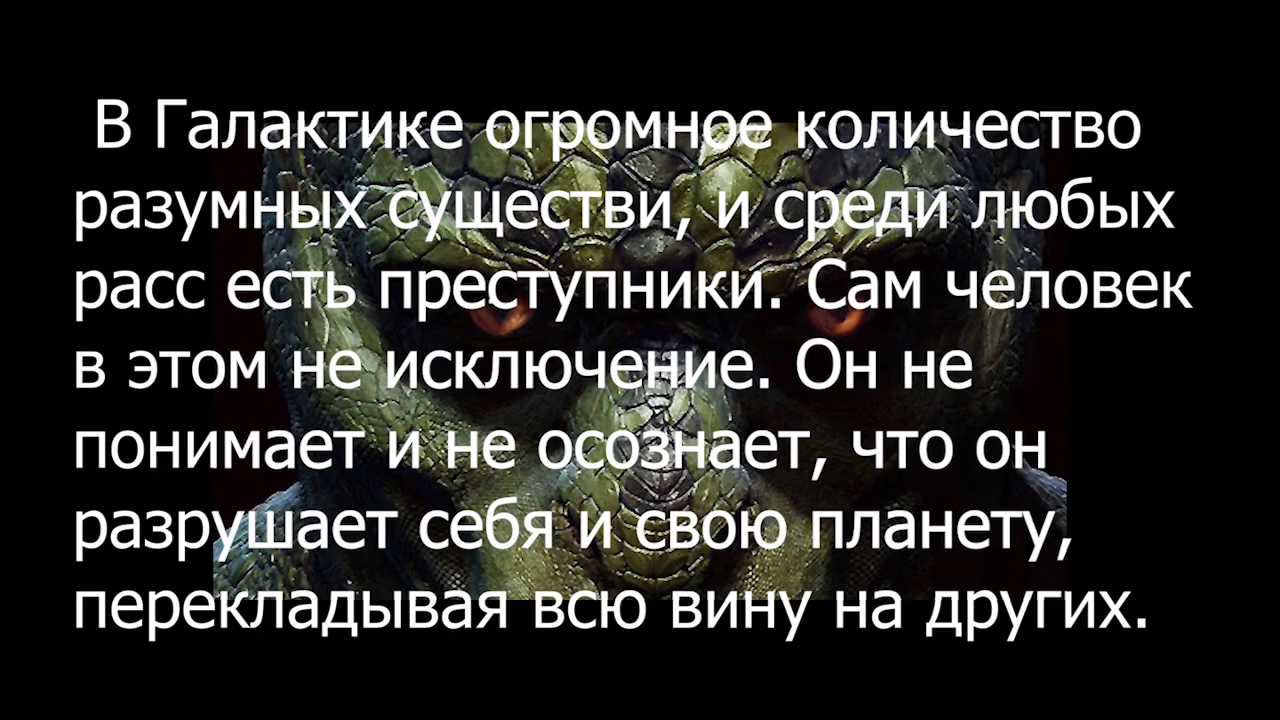 В Галактике огромное количество
разумных существи, и среди любых
расс есть преступники. Сам человек
в этом не исключение. Он не
понимает и не осознает, что он
разрушает себя и свою планету,
перекладывая всю вину на других.